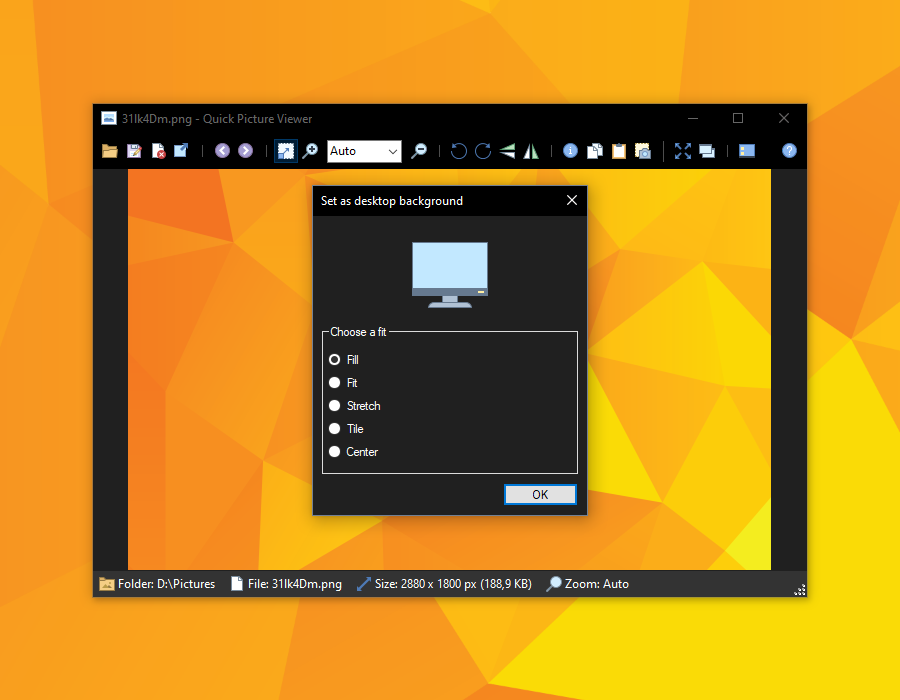 31lk4Dm.png - Quick Picture Viewer
Auto
Set as desktop background
Choose a fit
Fill
Fit
Stretch
Tile
Center
OK
Folder: D:\Pictures File: 31lk4Dm.png Size: 2880 x 1800 px (188,9 KB) Zoom: Auto